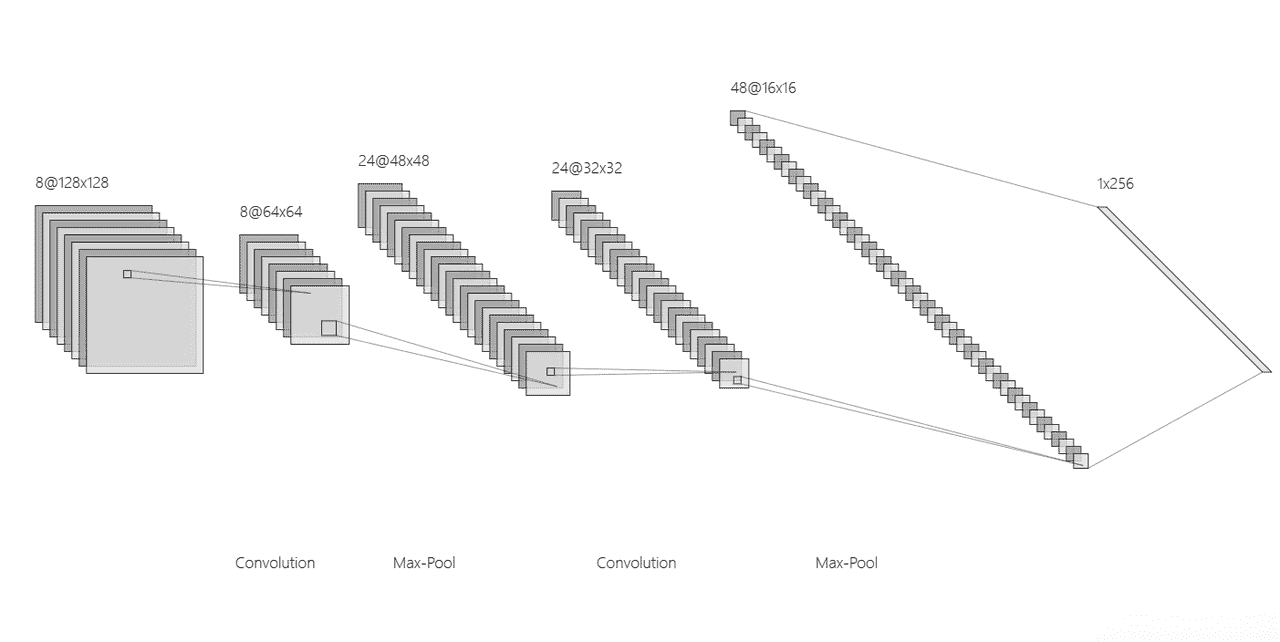 8@128x128
8@64x64
24@48x48
24@32x32
48@16x16
1x256
Convolution
Max-Pool
Convolution
Max-Pool